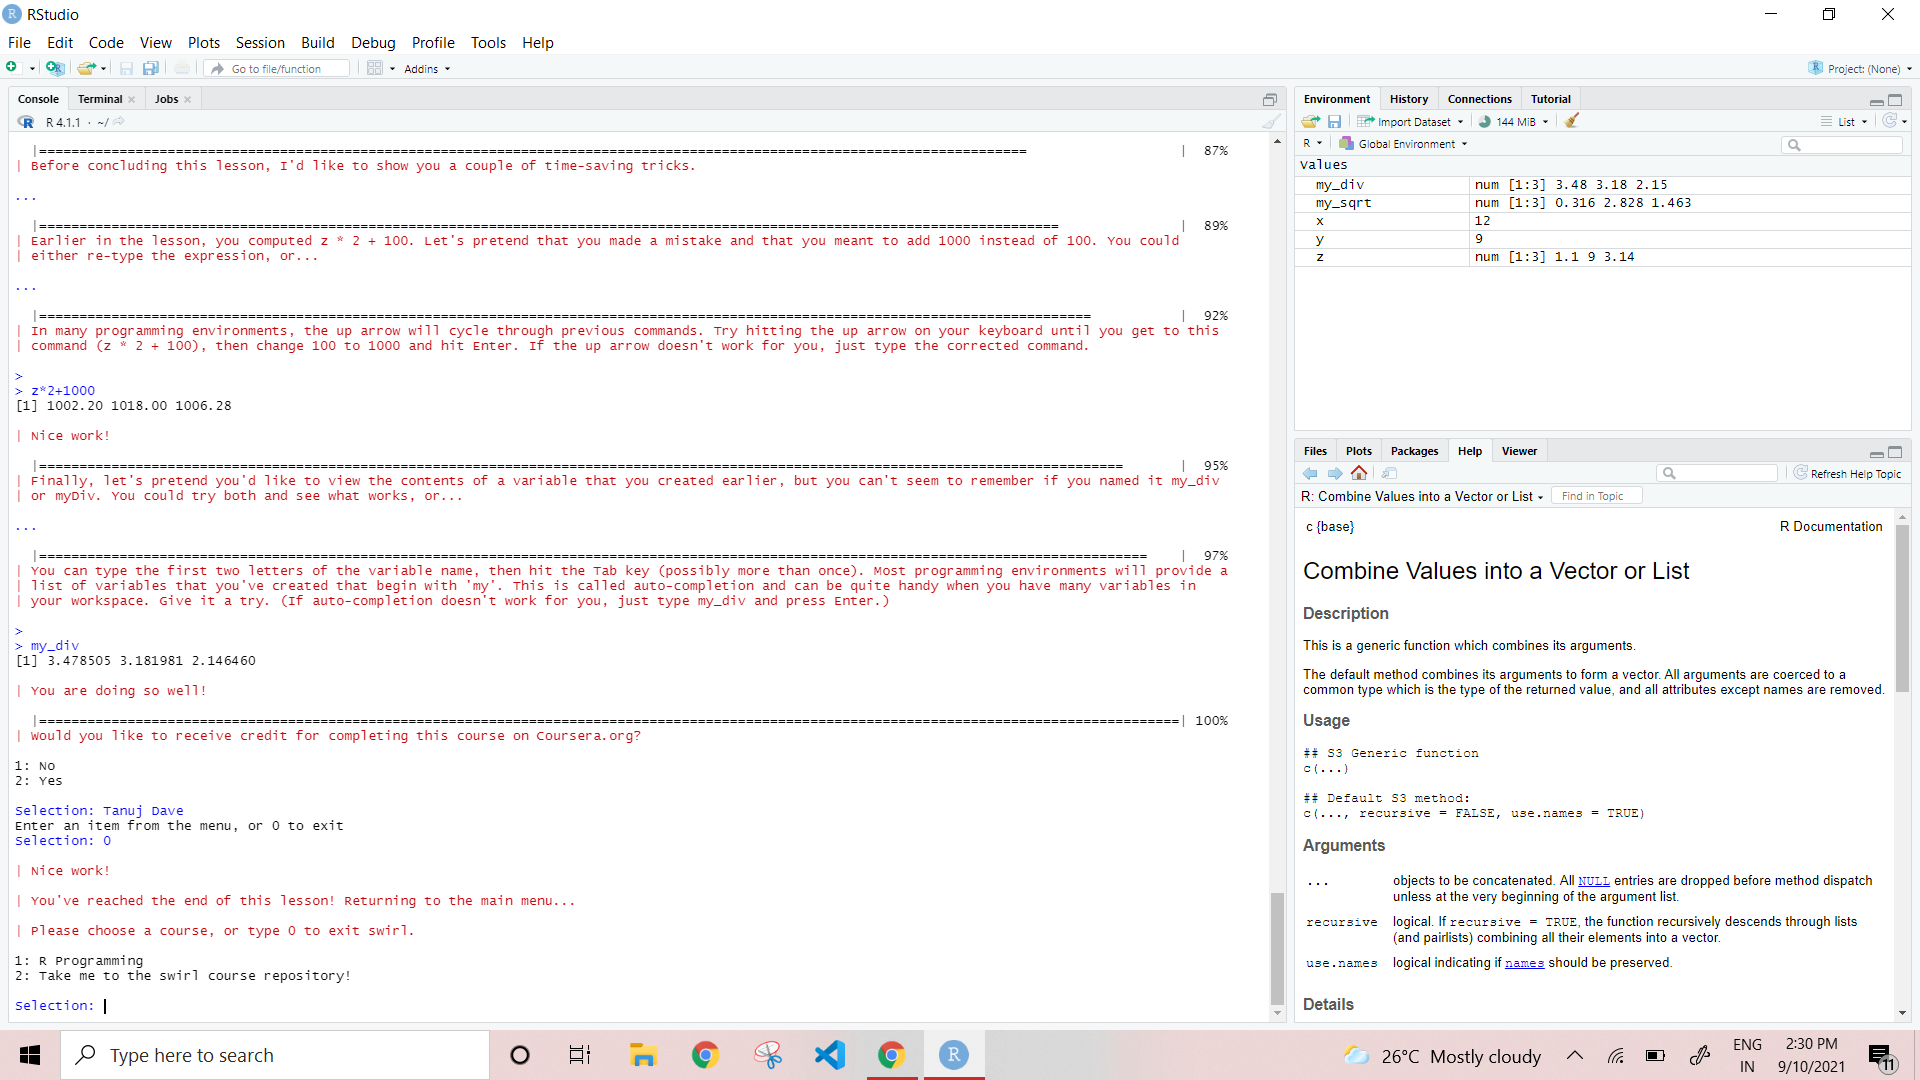 RStudio
File Edit Code View Plots Session Build Debug Profile Tools Help
Go to file/function Addins Project: (None)
Console Terminal Jobs
R 4.1.1 · ~/
|==========================================================================================================================                   |  87%
| Before concluding this lesson, I'd like to show you a couple of time-saving tricks.
...
|==============================================================================================================================               |  89%
| Earlier in the lesson, you computed z * 2 + 100. Let's pretend that you made a mistake and that you meant to add 1000 instead of 100. You could
| either re-type the expression, or...
...
|==================================================================================================================================           |  92%
| In many programming environments, the up arrow will cycle through previous commands. Try hitting the up arrow on your keyboard until you get to this
| command (z * 2 + 100), then change 100 to 1000 and hit Enter. If the up arrow doesn't work for you, just type the corrected command.
>
> z*2+1000
[1] 1002.20 1018.00 1006.28
| Nice work!
|======================================================================================================================================       |  95%
| Finally, let's pretend you'd like to view the contents of a variable that you created earlier, but you can't seem to remember if you named it my_div
| or myDiv. You could try both and see what works, or...
...
|=========================================================================================================================================    |  97%
| You can type the first two letters of the variable name, then hit the Tab key (possibly more than once). Most programming environments will provide a
| list of variables that you've created that begin with 'my'. This is called auto-completion and can be quite handy when you have many variables in
| your workspace. Give it a try. (If auto-completion doesn't work for you, just type my_div and press Enter.)
>
> my_div
[1] 3.478505 3.181981 2.146460
| You are doing so well!
|=============================================================================================================================================| 100%
| Would you like to receive credit for completing this course on Coursera.org?
1: No
2: Yes
Selection: Tanuj Dave
Enter an item from the menu, or 0 to exit
Selection: 0
| Nice work!
| You've reached the end of this lesson! Returning to the main menu...
| Please choose a course, or type 0 to exit swirl.
1: R Programming
2: Take me to the swirl course repository!
Selection:
Environment History Connections Tutorial
Import Dataset 144 MiB List
R Global Environment
Values
my_div num [1:3] 3.48 3.18 2.15
my_sqrt num [1:3] 0.316 2.828 1.463
x 12
y 9
z num [1:3] 1.1 9 3.14
Files Plots Packages Help Viewer
Refresh Help Topic
R: Combine Values into a Vector or List Find in Topic
c {base} R Documentation
Combine Values into a Vector or List
Description
This is a generic function which combines its arguments.
The default method combines its arguments to form a vector. All arguments are coerced to a
common type which is the type of the returned value, and all attributes except names are removed.
Usage
## S3 Generic function
c(...)
## Default S3 method:
c(..., recursive = FALSE, use.names = TRUE)
Arguments
... objects to be concatenated. All NULL entries are dropped before method dispatch
unless at the very beginning of the argument list.
recursive logical. If recursive = TRUE, the function recursively descends through lists
(and pairlists) combining all their elements into a vector.
use.names logical indicating if names should be preserved.
Details
Type here to search
26°C Mostly cloudy
ENG
IN
2:30 PM
9/10/2021
11